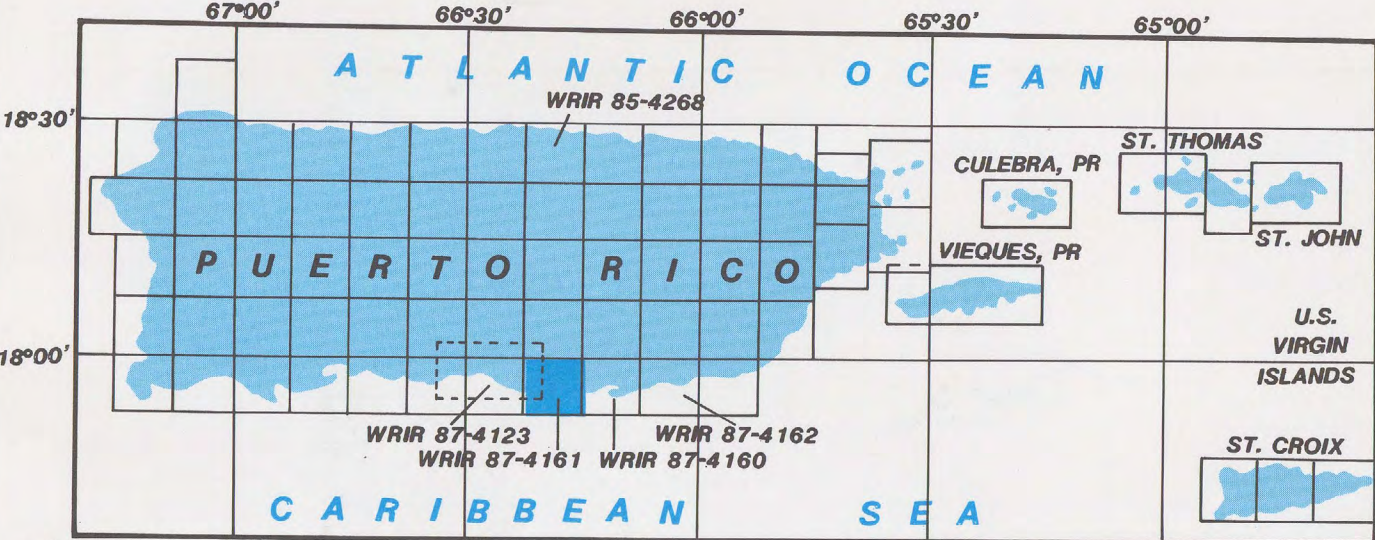 67°00' 66°30' 66°00' 65°30' 65°00'
ATLANTIC OCEAN
WRIR 85-4268
18°30'
ST. THOMAS
CULEBRA, PR
ST. JOHN
VIEQUES, PR
PUERTO RICO
U.S.
VIRGIN
ISLANDS
18°00'
WRIR 87-4123 WRIR 87-4162
WRIR 87-4161 WRIR 87-4160
ST. CROIX
CARIBBEAN SEA